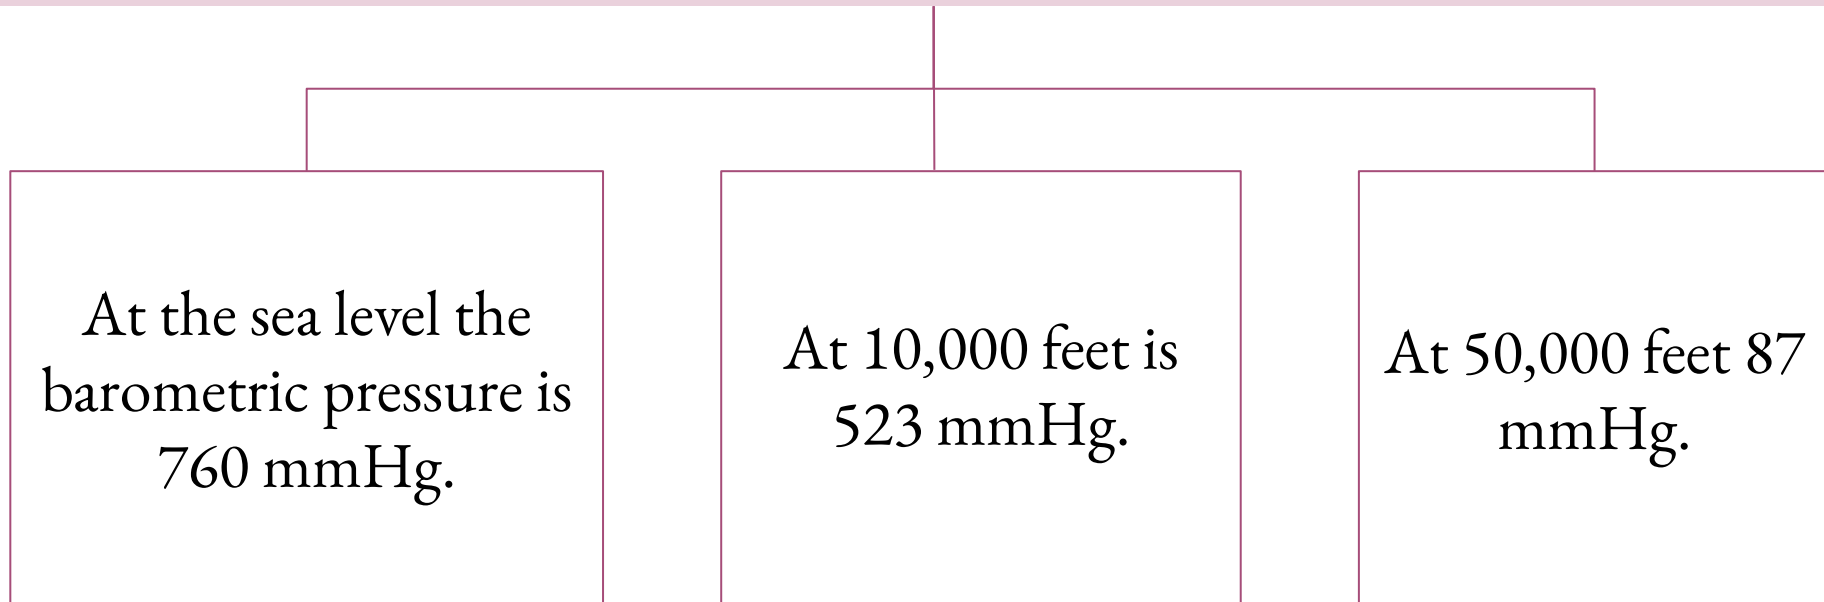 At the sea level the
barometric pressure is
760 mmHg.
At 10,000 feet is
523 mmHg.
At 50,000 feet 87
mmHg.